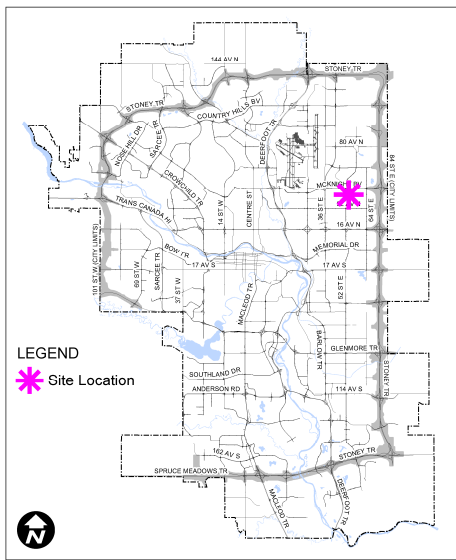 144 AV N
STONEY TR
STONEY TR
COUNTRY HILLS BV
NOSE HILL DR
SARCEE TR
DEERFOOT TR
80 AV N
CROWCHILD TR
MCKNIGHT BV
84 ST E (CITY LIMITS)
TRANS CANADA HI
14 ST W
CENTRE ST
36 ST E
64 ST E
16 AV N
101 ST W (CITY LIMITS)
BOW TR
MEMORIAL DR
17 AV S
17 AV S
69 ST W
SARCEE TR
37 ST W
MACLEOD TR
52 ST E
BARLOW TR
LEGEND
Site Location
GLENMORE TR
STONEY TR
SOUTHLAND DR
ANDERSON RD
114 AV S
162 AV S
STONEY TR
SPRUCE MEADOWS TR
MACLEOD TR
DEERFOOT TR
N